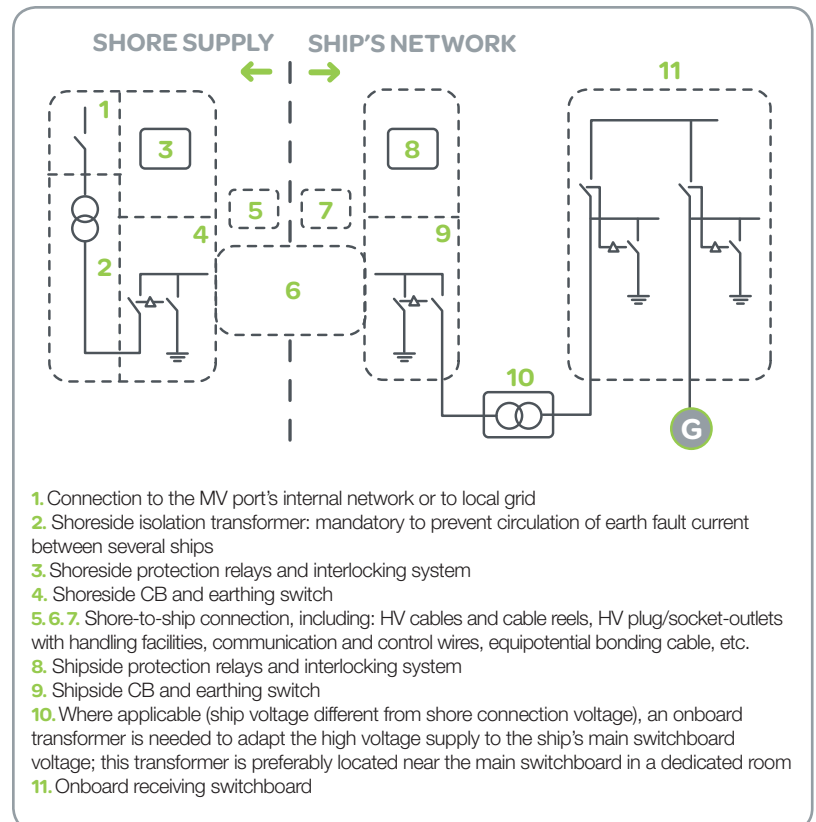 SHORE SUPPLY SHIP'S NETWORK
11
1
3
8
5
7
4
9
2
6
10
G
1. Connection to the MV port's internal network or to local grid
2. Shoreside isolation transformer: mandatory to prevent circulation of earth fault current
between several ships
3. Shoreside protection relays and interlocking system
4. Shoreside CB and earthing switch
5. 6. 7. Shore-to-ship connection, including: HV cables and cable reels, HV plug/socket-outlets
with handling facilities, communication and control wires, equipotential bonding cable, etc.
8. Shipside protection relays and interlocking system
9. Shipside CB and earthing switch
10. Where applicable (ship voltage different from shore connection voltage), an onboard
transformer is needed to adapt the high voltage supply to the ship's main switchboard
voltage; this transformer is preferably located near the main switchboard in a dedicated room
11. Onboard receiving switchboard